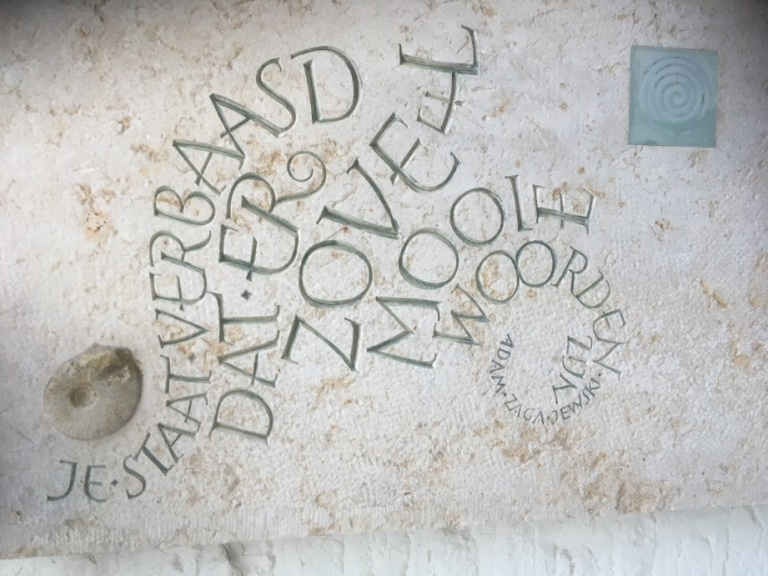 JE·STAAT VERBAASD
DAT·ER
ZOVEEL
MOOIE
WOORDEN
ZIJN
ADAM·ZAGAJEWSKI·